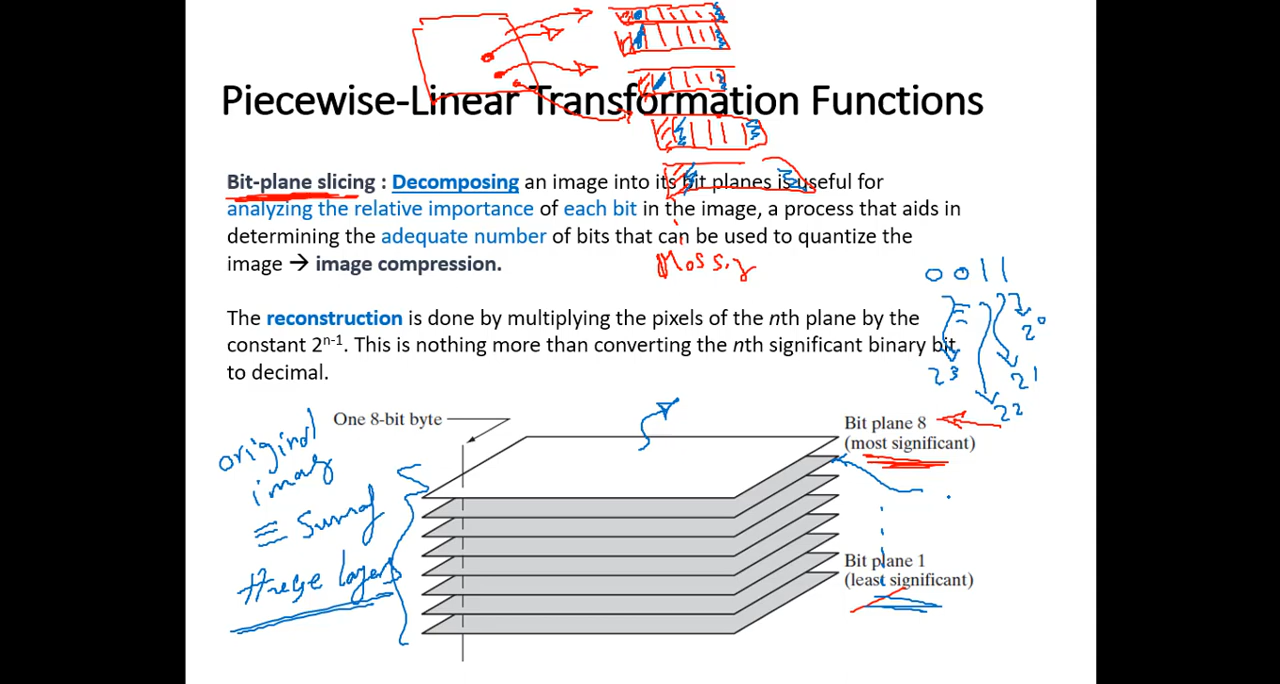 Piecewise-Linear Transformation Functions
Bit-plane slicing : Decomposing an image into its bit planes is useful for
analyzing the relative importance of each bit in the image, a process that aids in
determining the adequate number of bits that can be used to quantize the
image → image compression.
Mos sig
0011
The reconstruction is done by multiplying the pixels of the nth plane by the
constant 2ⁿ⁻¹. This is nothing more than converting the nth significant binary bit
to decimal.
2⁰
2³
2¹
2²
One 8-bit byte
Bit plane 8
(most significant)
original
imag
≡ Sum of
these layers
Bit plane 1
(least significant)